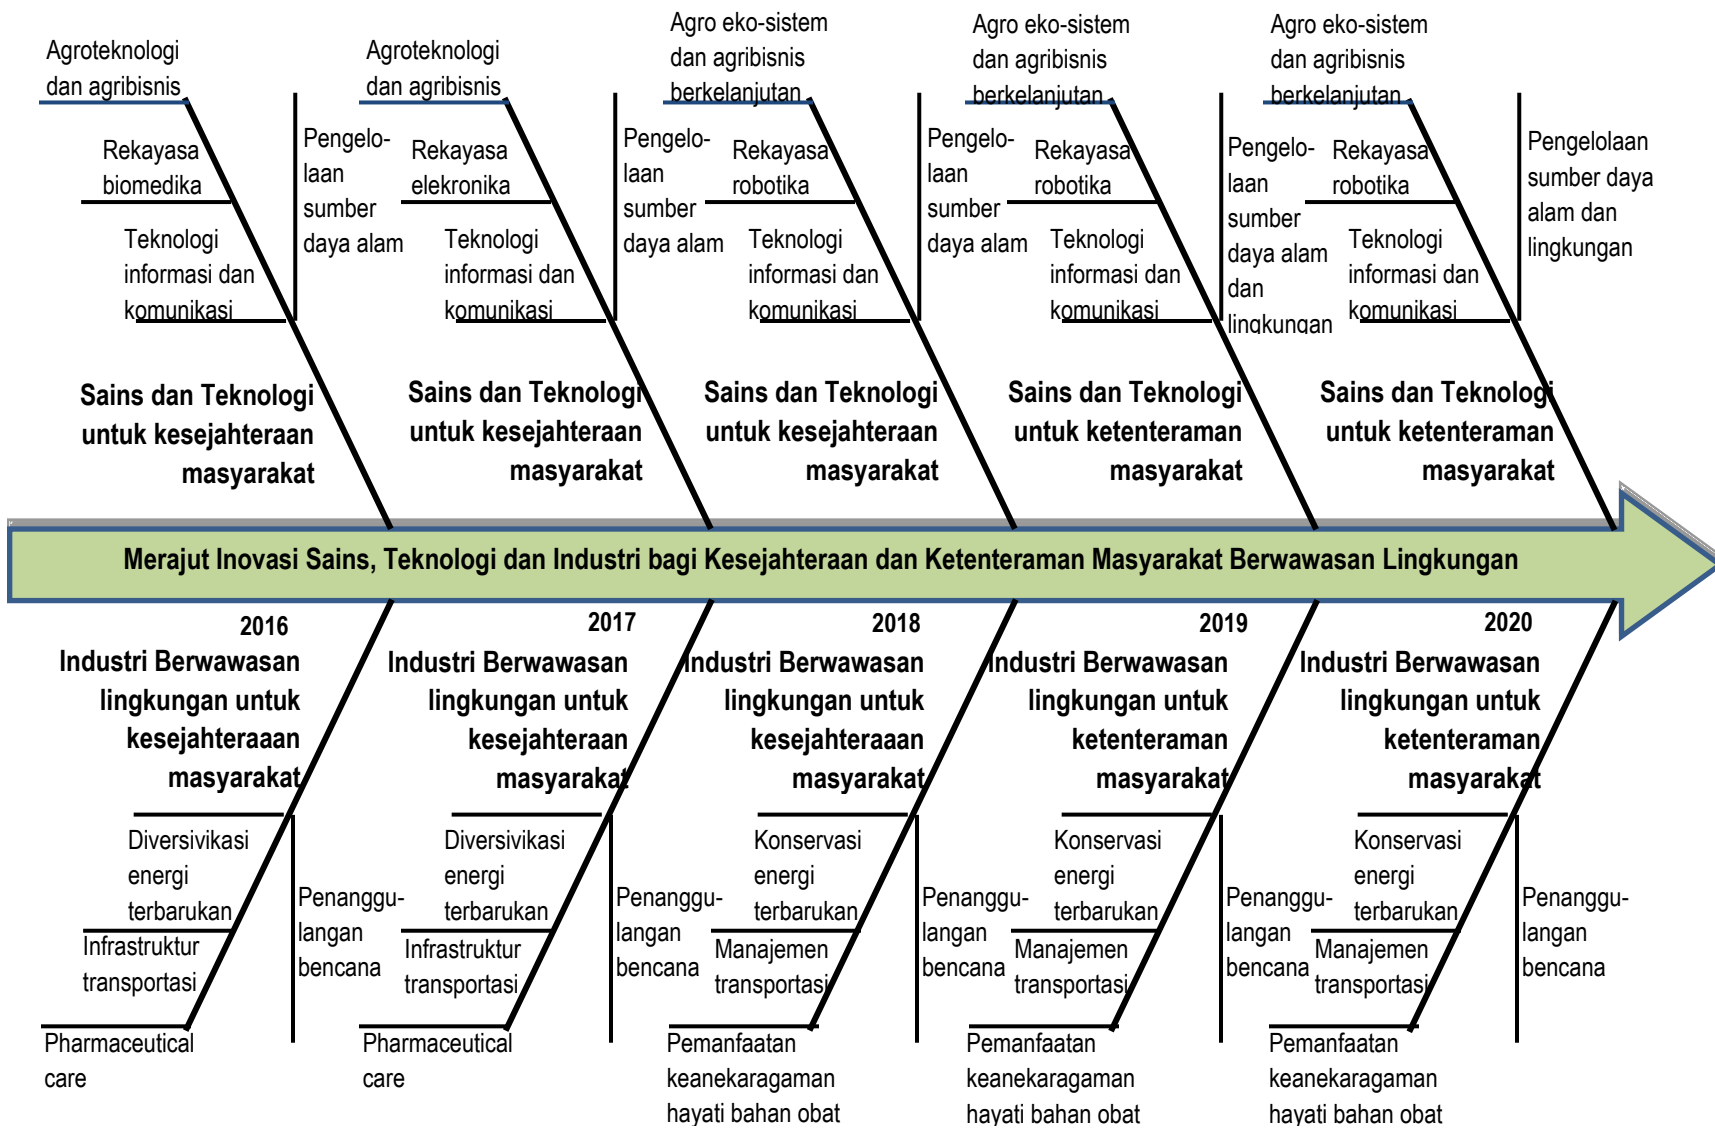 Agroteknologi
dan agribisnis
Rekayasa
biomedika
Teknologi
informasi dan
komunikasi
Pengelo-
laan
sumber
daya alam
Sains dan Teknologi
untuk kesejahteraan
masyarakat
Agroteknologi
dan agribisnis
Rekayasa
elekronika
Teknologi
informasi dan
komunikasi
Pengelo-
laan
sumber
daya alam
Sains dan Teknologi
untuk kesejahteraan
masyarakat
Agro eko-sistem
dan agribisnis
berkelanjutan
Rekayasa
robotika
Teknologi
informasi dan
komunikasi
Pengelo-
laan
sumber
daya alam
Sains dan Teknologi
untuk kesejahteraan
masyarakat
Agro eko-sistem
dan agribisnis
berkelanjutan
Rekayasa
robotika
Teknologi
informasi dan
komunikasi
Pengelo-
laan
sumber
daya alam
dan
lingkungan
Sains dan Teknologi
untuk ketenteraman
masyarakat
Agro eko-sistem
dan agribisnis
berkelanjutan
Rekayasa
robotika
Teknologi
informasi dan
komunikasi
Pengelolaan
sumber daya
alam dan
lingkungan
Sains dan Teknologi
untuk ketenteraman
masyarakat
Merajut Inovasi Sains, Teknologi dan Industri bagi Kesejahteraan dan Ketenteraman Masyarakat Berwawasan Lingkungan
2016
Industri Berwawasan
lingkungan untuk
kesejahteraaan
masyarakat
Diversivikasi
energi
terbarukan
Infrastruktur
transportasi
Pharmaceutical
care
Penanggu-
langan
bencana
2017
Industri Berwawasan
lingkungan untuk
kesejahteraan
masyarakat
Diversivikasi
energi
terbarukan
Infrastruktur
transportasi
Pharmaceutical
care
Penanggu-
langan
bencana
2018
Industri Berwawasan
lingkungan untuk
kesejahteraaan
masyarakat
Konservasi
energi
terbarukan
Manajemen
transportasi
Pemanfaatan
keanekaragaman
hayati bahan obat
Penanggu-
langan
bencana
2019
Industri Berwawasan
lingkungan untuk
ketenteraman
masyarakat
Konservasi
energi
terbarukan
Manajemen
transportasi
Pemanfaatan
keanekaragaman
hayati bahan obat
Penanggu-
langan
bencana
2020
Industri Berwawasan
lingkungan untuk
ketenteraman
masyarakat
Konservasi
energi
terbarukan
Manajemen
transportasi
Pemanfaatan
keanekaragaman
hayati bahan obat
Penanggu-
langan
bencana